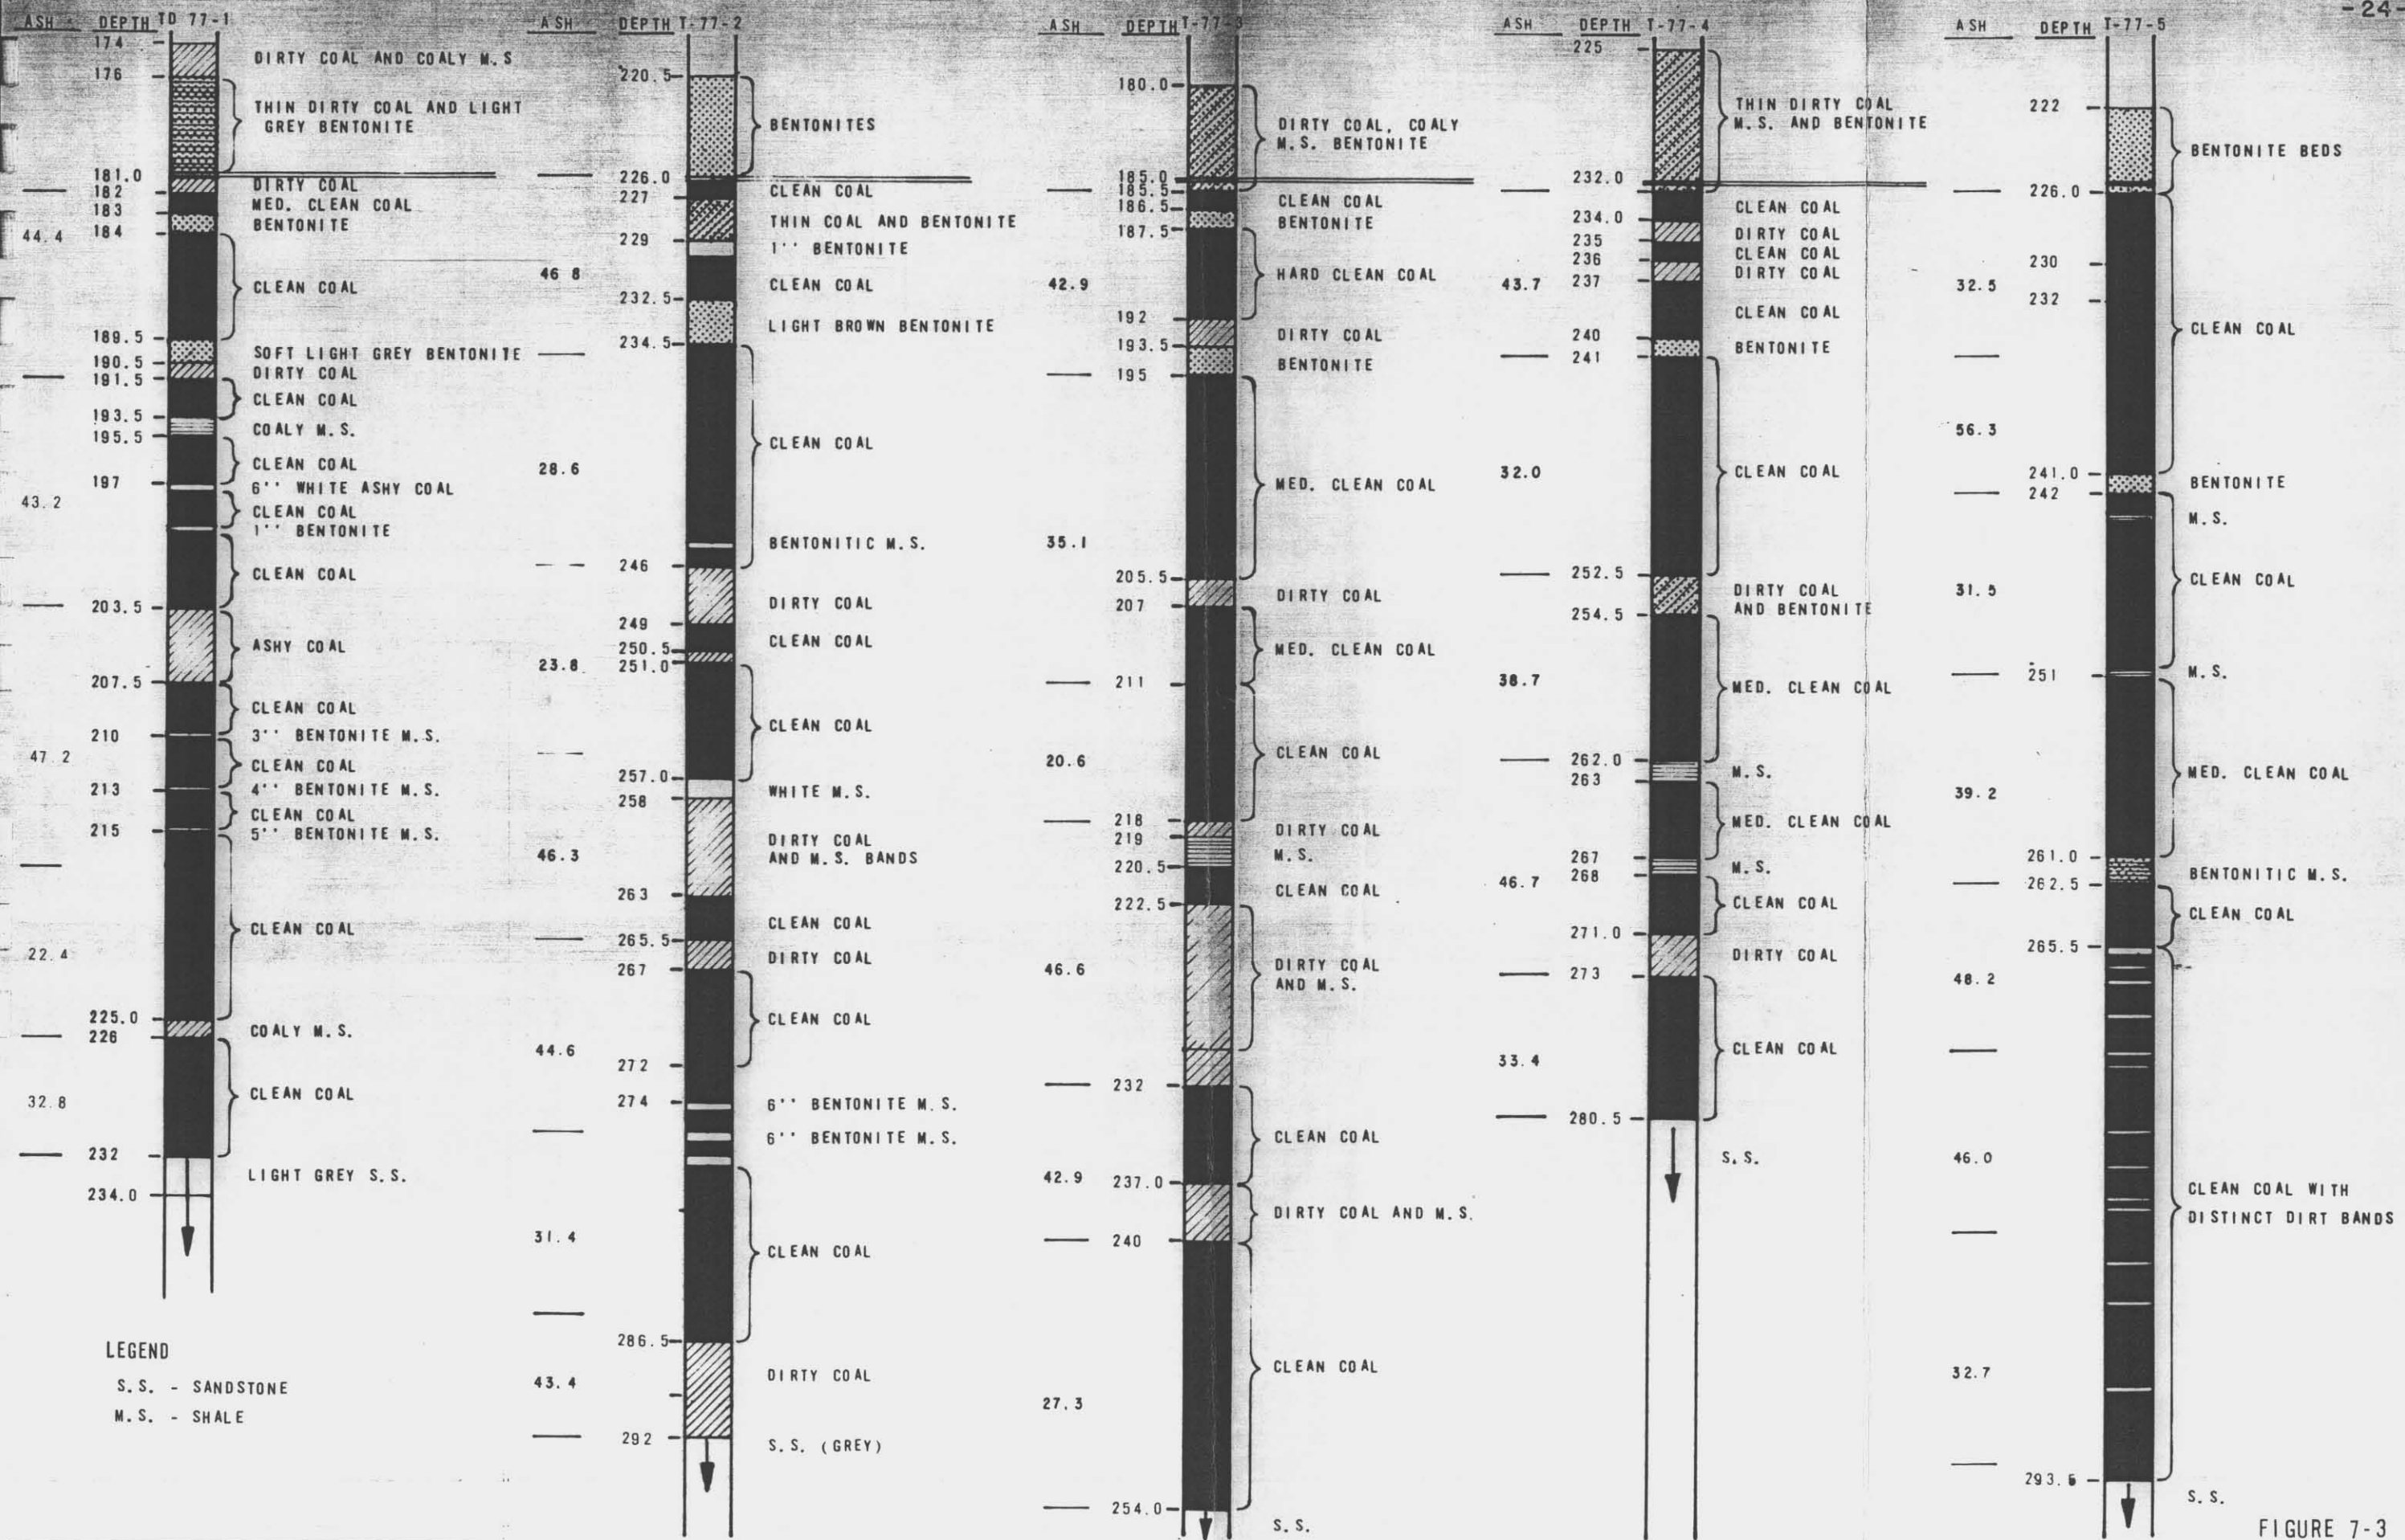 -24-
ASH DEPTH TD 77-1
174
DIRTY COAL AND COALY M.S
176
THIN DIRTY COAL AND LIGHT
GREY BENTONITE
181.0
DIRTY COAL
182
MED. CLEAN COAL
183
BENTONITE
184
44.4
CLEAN COAL
189.5
SOFT LIGHT GREY BENTONITE
190.5
DIRTY COAL
191.5
CLEAN COAL
193.5
COALY M.S.
195.5
CLEAN COAL
197
6'' WHITE ASHY COAL
43.2
CLEAN COAL
1'' BENTONITE
CLEAN COAL
203.5
ASHY COAL
207.5
CLEAN COAL
210
3'' BENTONITE M.S.
47.2
CLEAN COAL
213
4'' BENTONITE M.S.
CLEAN COAL
215
5'' BENTONITE M.S.
CLEAN COAL
22.4
225.0
COALY M.S.
226
CLEAN COAL
32.8
232
LIGHT GREY S.S.
234.0
LEGEND
S.S. - SANDSTONE
M.S. - SHALE
ASH DEPTH T-77-2
220.5
BENTONITES
226.0
CLEAN COAL
227
THIN COAL AND BENTONITE
229
1'' BENTONITE
46 8
CLEAN COAL
232.5
LIGHT BROWN BENTONITE
234.5
CLEAN COAL
28.6
BENTONITIC M.S.
246
DIRTY COAL
249
CLEAN COAL
250.5
23.8
251.0
CLEAN COAL
257.0
WHITE M.S.
258
DIRTY COAL
AND M.S. BANDS
46.3
263
CLEAN COAL
265.5
DIRTY COAL
267
CLEAN COAL
44.6
272
274
6'' BENTONITE M.S.
6'' BENTONITE M.S.
31.4
CLEAN COAL
286.5
DIRTY COAL
43.4
292
S.S. (GREY)
ASH DEPTH T-77-3
180.0
DIRTY COAL, COALY
M.S. BENTONITE
185.0
185.5
CLEAN COAL
186.5
BENTONITE
187.5
HARD CLEAN COAL
42.9
192
DIRTY COAL
193.5
BENTONITE
195
MED. CLEAN COAL
35.1
205.5
DIRTY COAL
207
MED. CLEAN COAL
211
CLEAN COAL
20.6
218
DIRTY COAL
219
M.S.
220.5
CLEAN COAL
222.5
46.6
DIRTY COAL
AND M.S.
232
CLEAN COAL
42.9
237.0
DIRTY COAL AND M.S.
240
CLEAN COAL
27.3
254.0
S.S.
ASH DEPTH T-77-4
225
THIN DIRTY COAL
M.S. AND BENTONITE
232.0
CLEAN COAL
234.0
DIRTY COAL
235
CLEAN COAL
236
DIRTY COAL
43.7
237
CLEAN COAL
240
BENTONITE
241
32.0
CLEAN COAL
252.5
DIRTY COAL
AND BENTONITE
254.5
38.7
MED. CLEAN COAL
262.0
M.S.
263
MED. CLEAN COAL
267
M.S.
268
46.7
CLEAN COAL
271.0
DIRTY COAL
273
33.4
CLEAN COAL
280.5
S.S.
ASH DEPTH T-77-5
222
BENTONITE BEDS
226.0
230
32.5
232
CLEAN COAL
56.3
241.0
BENTONITE
242
M.S.
31.5
CLEAN COAL
251
M.S.
MED. CLEAN COAL
39.2
261.0
BENTONITIC M.S.
262.5
CLEAN COAL
265.5
48.2
46.0
CLEAN COAL WITH
DISTINCT DIRT BANDS
32.7
293.5
S.S.
FIGURE 7-3